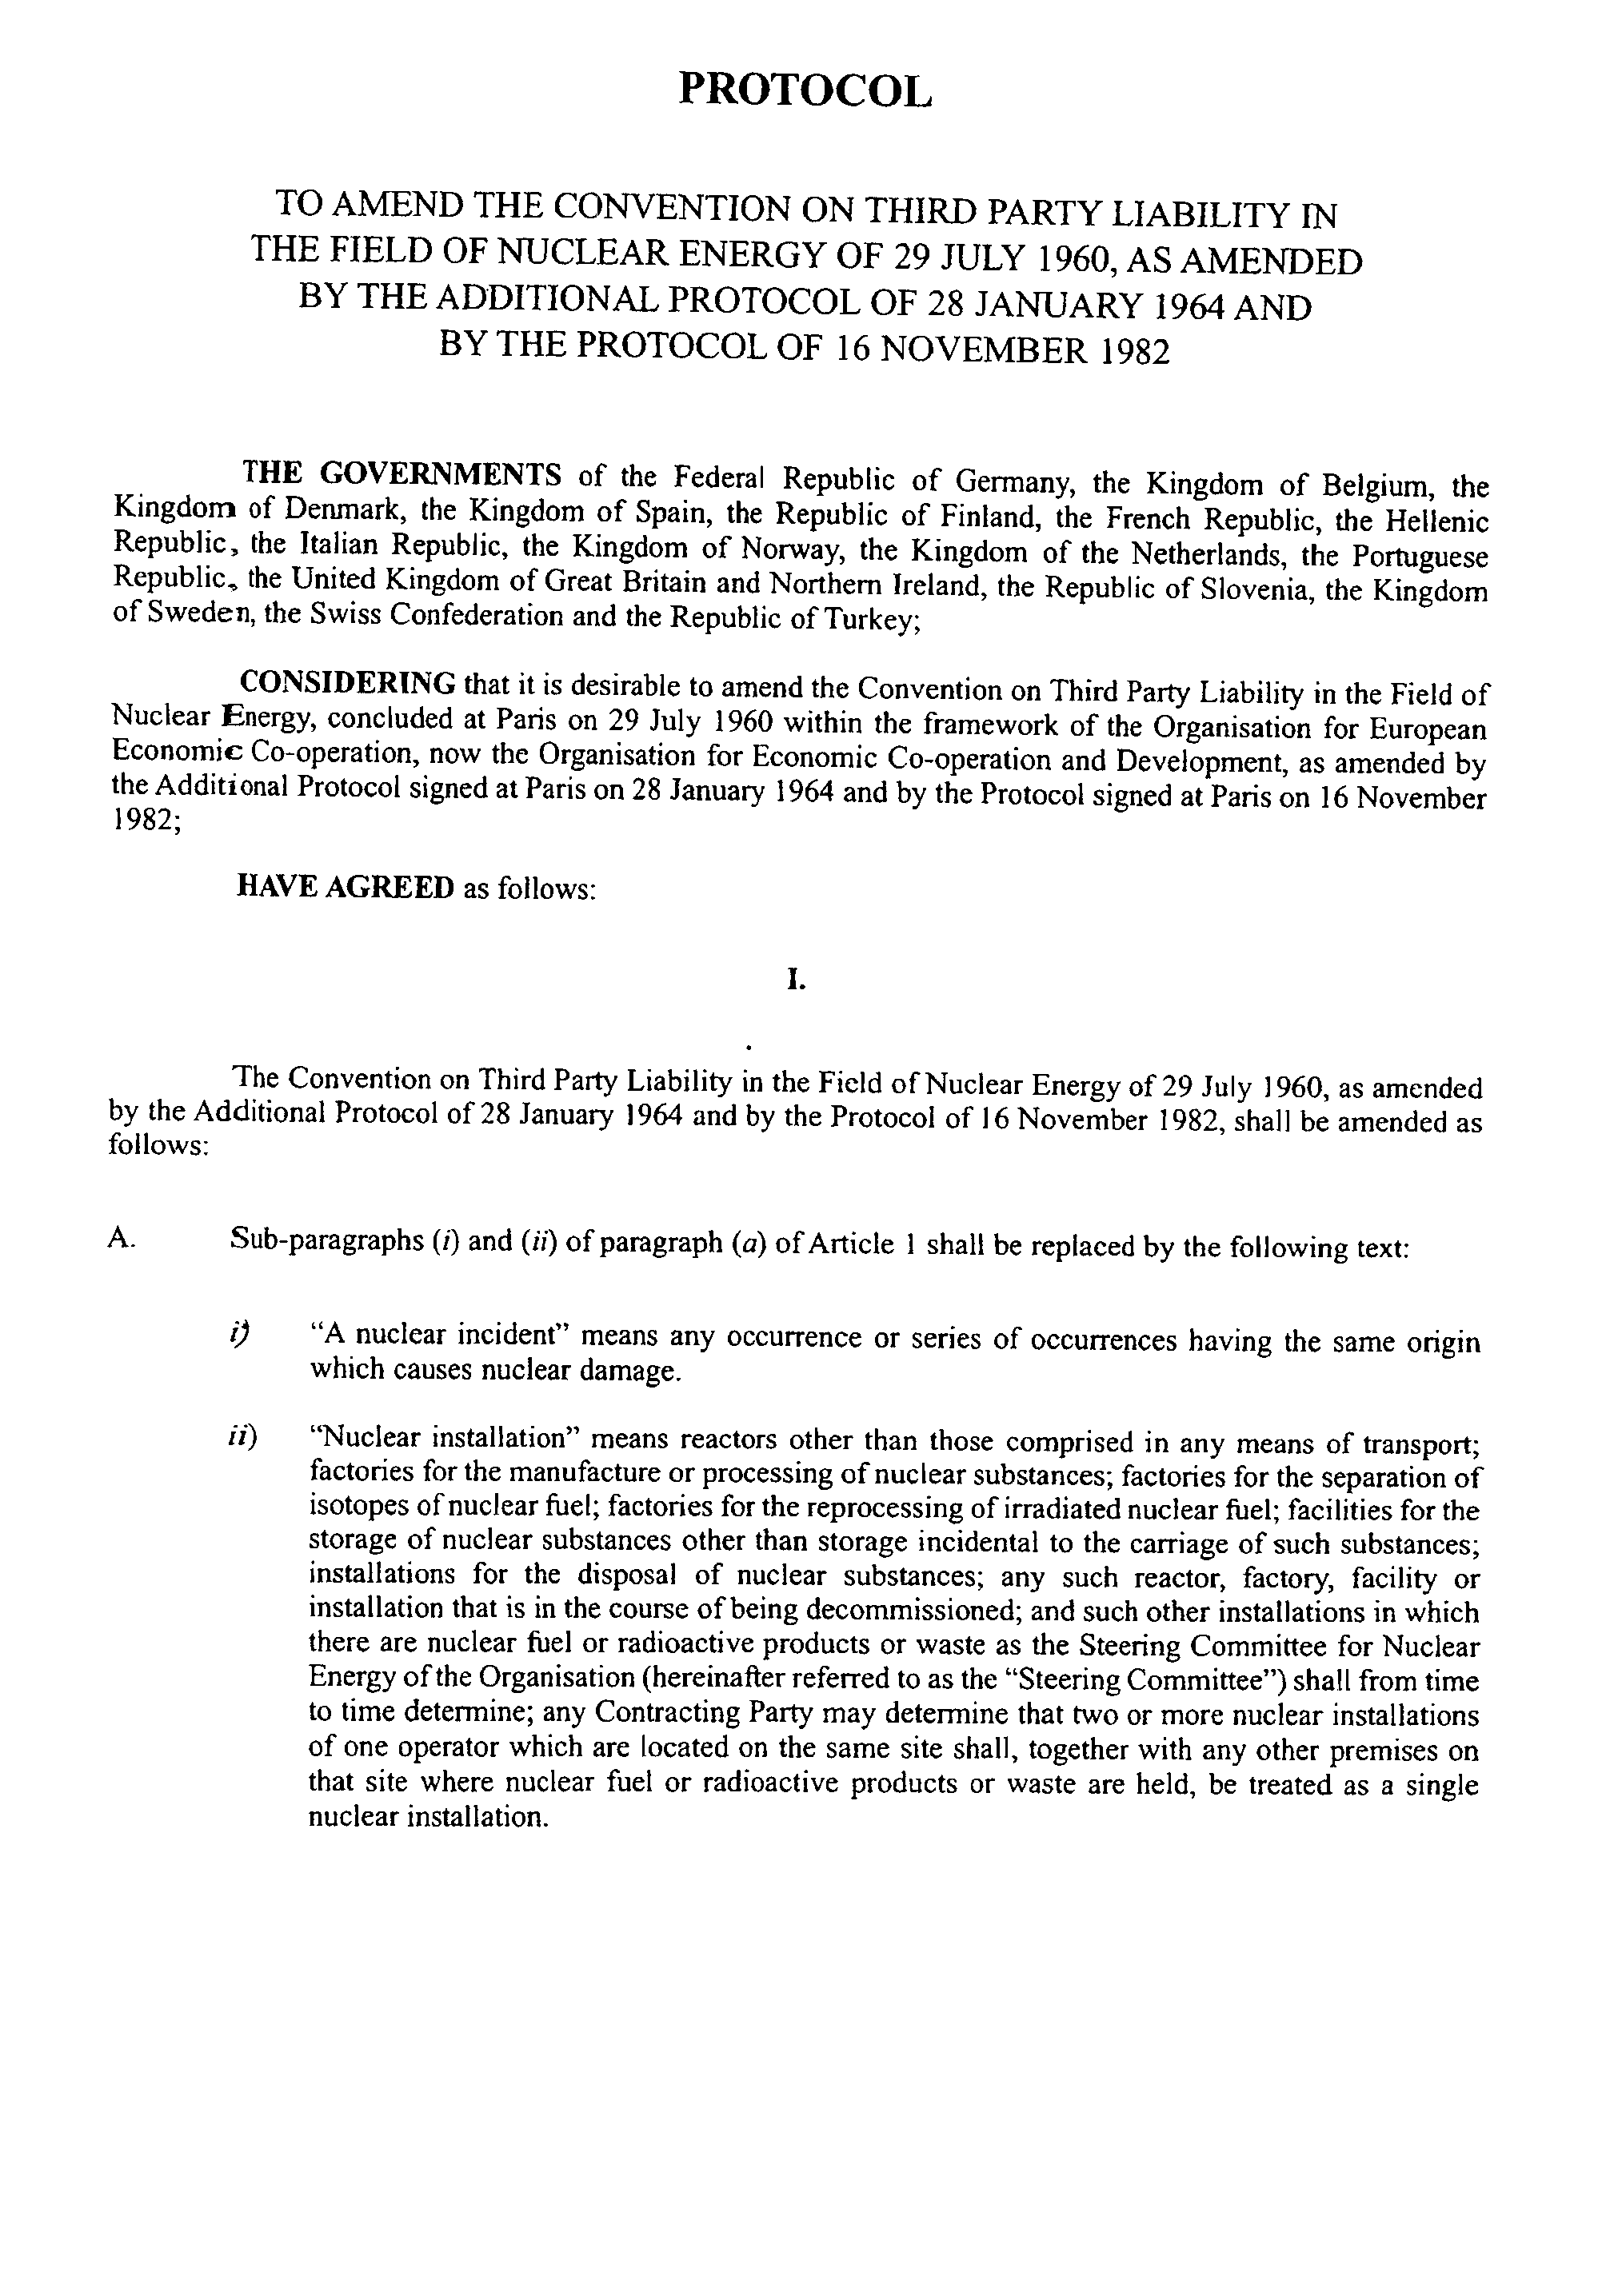 PROTOCOL
TO AMEND THE CONVENTION ON THIRD PARTY LIABILITY IN
THE FIELD OF NUCLEAR ENERGY OF 29 JULY 1960, AS AMENDED
BY THE ADDITIONAL PROTOCOL OF 28 JANUARY 1964 AND
BY THE PROTOCOL OF 16 NOVEMBER 1982
THE GOVERNMENTS of the Federal Republic of Germany, the Kingdom of Belgium, the
Kingdom of Denmark, the Kingdom of Spain, the Republic of Finland, the French Republic, the Hellenic
Republic, the Italian Republic, the Kingdom of Norway, the Kingdom of the Netherlands, the Portuguese
Republic, the United Kingdom of Great Britain and Northern Ireland, the Republic of Slovenia, the Kingdom
of Sweden, the Swiss Confederation and the Republic of Turkey;
CONSIDERING that it is desirable to amend the Convention on Third Party Liability in the Field of
Nuclear Energy, concluded at Paris on 29 July 1960 within the framework of the Organisation for European
Economic Co-operation, now the Organisation for Economic Co-operation and Development, as amended by
the Additional Protocol signed at Paris on 28 January 1964 and by the Protocol signed at Paris on 16 November
1982;
HAVE AGREED as follows:
I.
The Convention on Third Party Liability in the Field of Nuclear Energy of 29 July 1960, as amended
by the Additional Protocol of 28 January 1964 and by the Protocol of 16 November 1982, shall be amended as
follows:
A. Sub-paragraphs (i) and (ii) of paragraph (a) of Article 1 shall be replaced by the following text:
i) “A nuclear incident” means any occurrence or series of occurrences having the same origin
which causes nuclear damage.
ii) “Nuclear installation” means reactors other than those comprised in any means of transport;
factories for the manufacture or processing of nuclear substances; factories for the separation of
isotopes of nuclear fuel; factories for the reprocessing of irradiated nuclear fuel; facilities for the
storage of nuclear substances other than storage incidental to the carriage of such substances;
installations for the disposal of nuclear substances; any such reactor, factory, facility or
installation that is in the course of being decommissioned; and such other installations in which
there are nuclear fuel or radioactive products or waste as the Steering Committee for Nuclear
Energy of the Organisation (hereinafter referred to as the “Steering Committee”) shall from time
to time determine; any Contracting Party may determine that two or more nuclear installations
of one operator which are located on the same site shall, together with any other premises on
that site where nuclear fuel or radioactive products or waste are held, be treated as a single
nuclear installation.